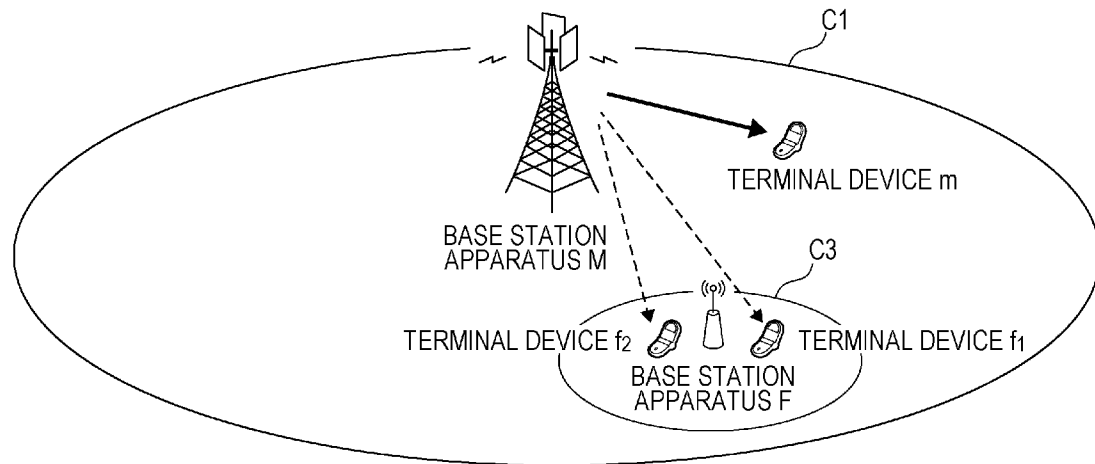 C1
TERMINAL DEVICE m
BASE STATION
APPARATUS M
C3
TERMINAL DEVICE f2
TERMINAL DEVICE f1
BASE STATION
APPARATUS F